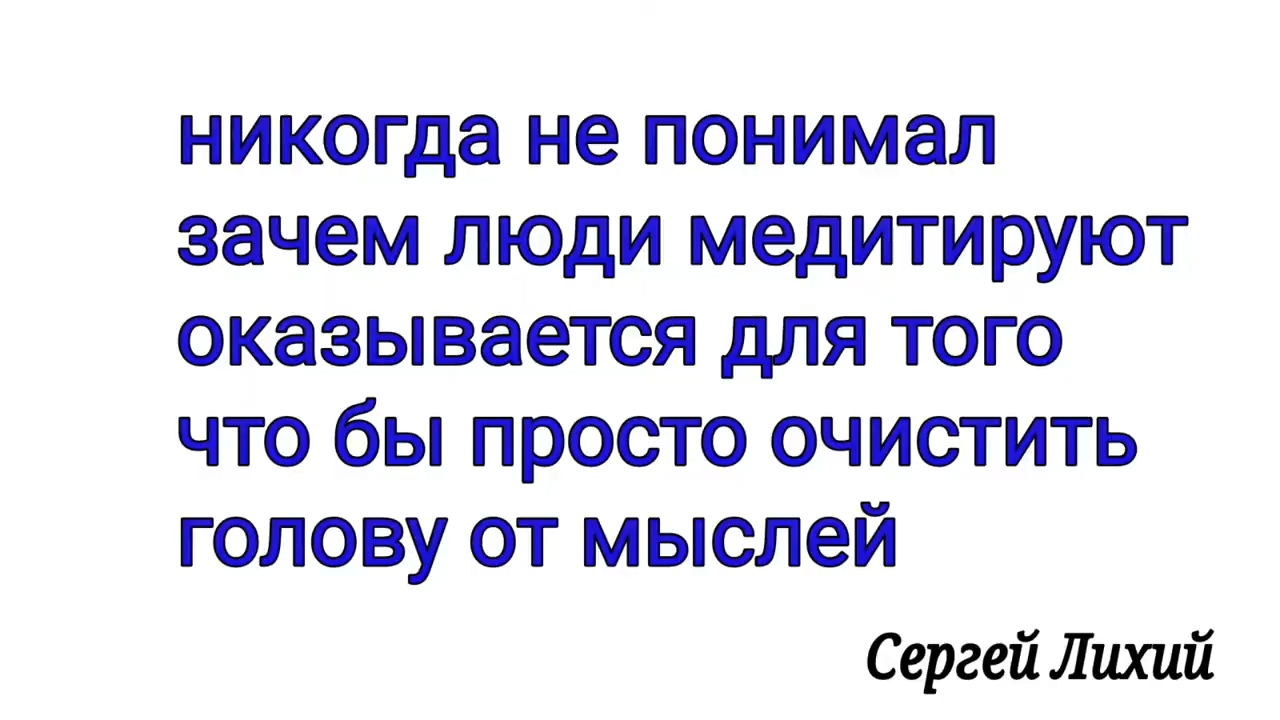 никогда не понимал
зачем люди медитируют
оказывается для того
что бы просто очистить
голову от мыслей
Сергей Лихий